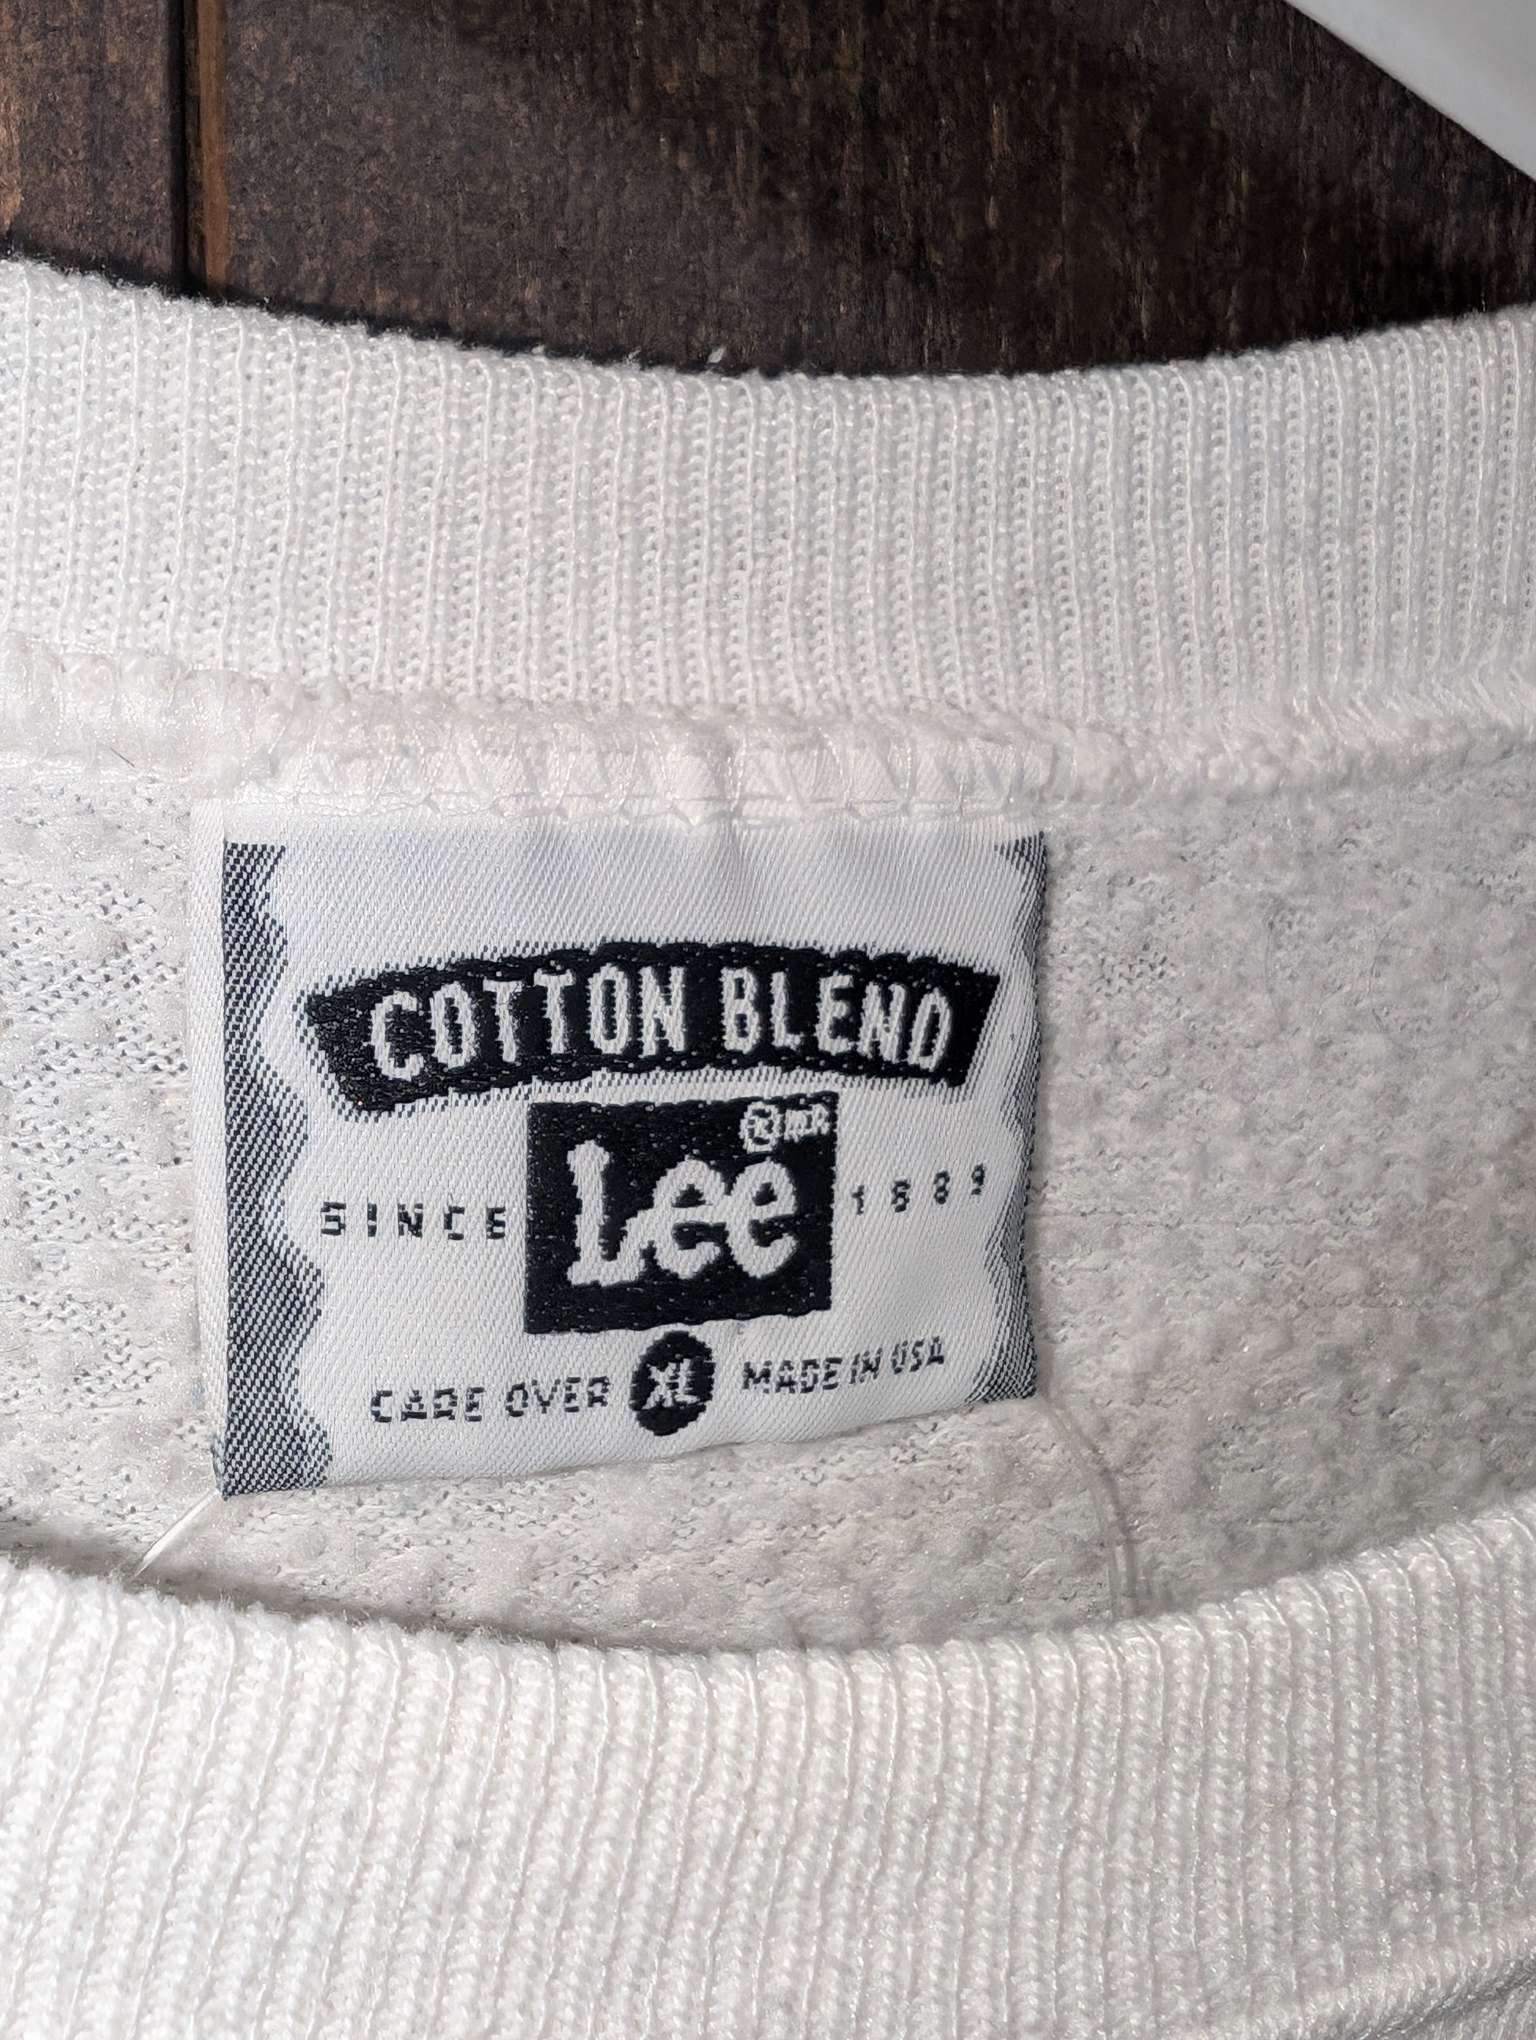 COTTON BLEND
® M.R.
SINCE Lee 1889
CARE OVER XL MADE IN USA